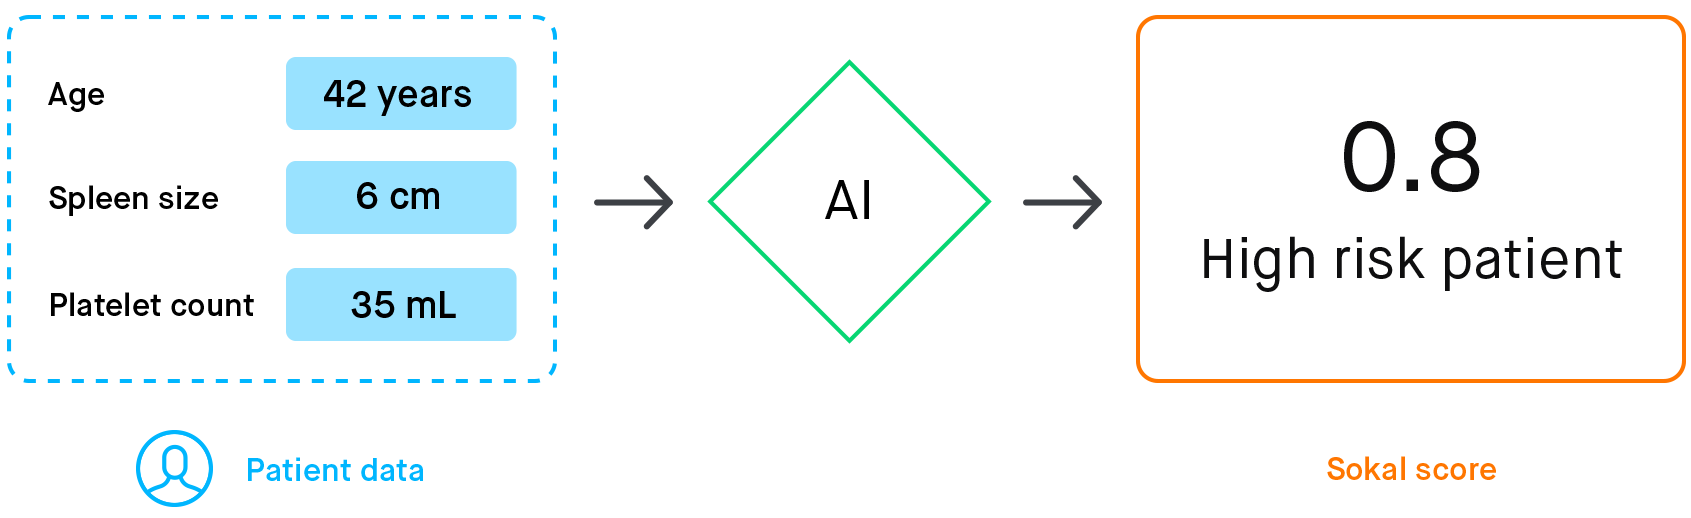 Age
42 years
Spleen size
6 cm
Platelet count
35 mL
AI
0.8
High risk patient
Patient data
Sokal score